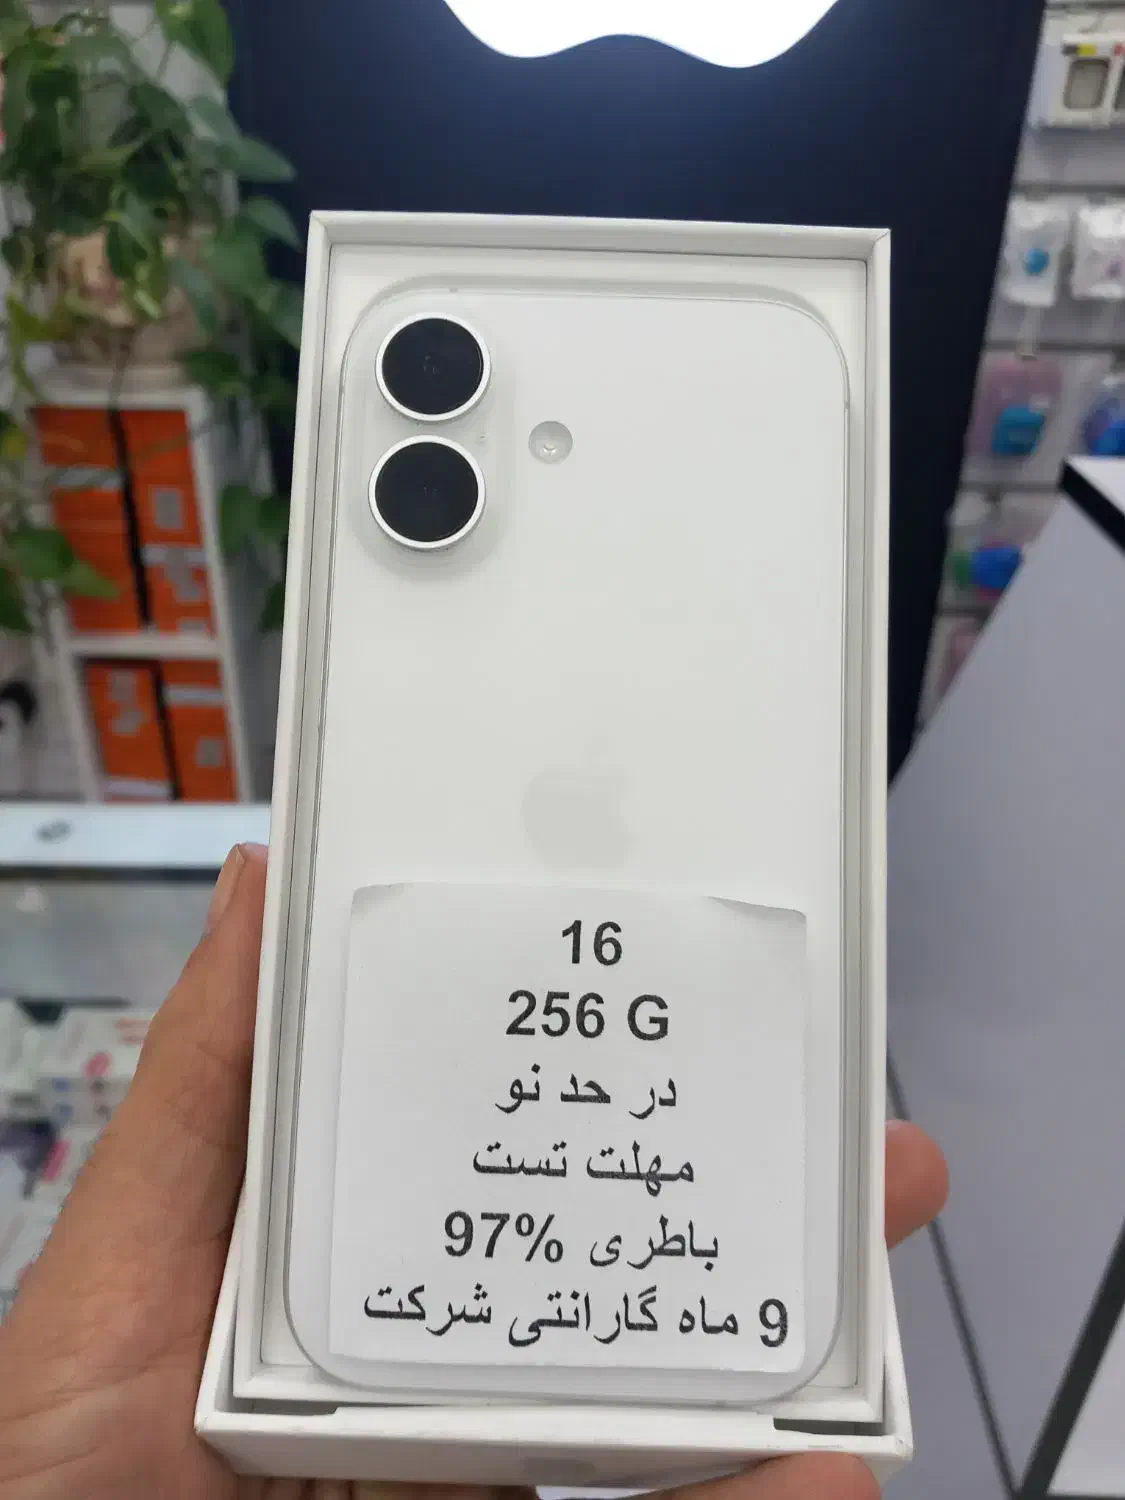 16
256 G
در حد نو
مهلت تست
باطری 97%
9 ماه گارانتی شرکت